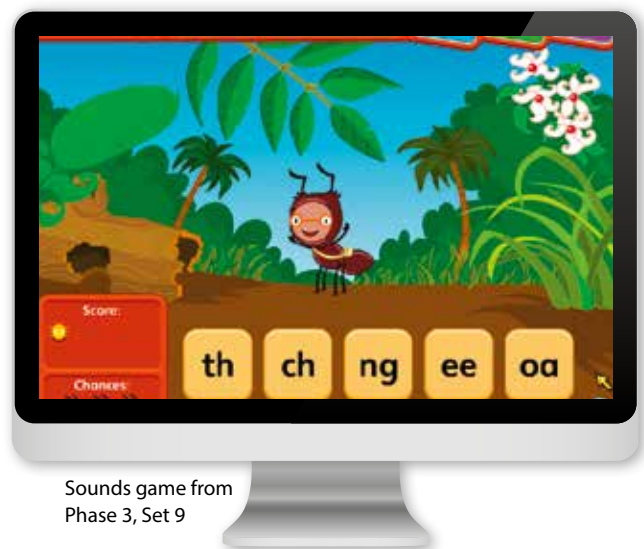 Score:
Chances:
th ch ng ee oa
Sounds game from
Phase 3, Set 9